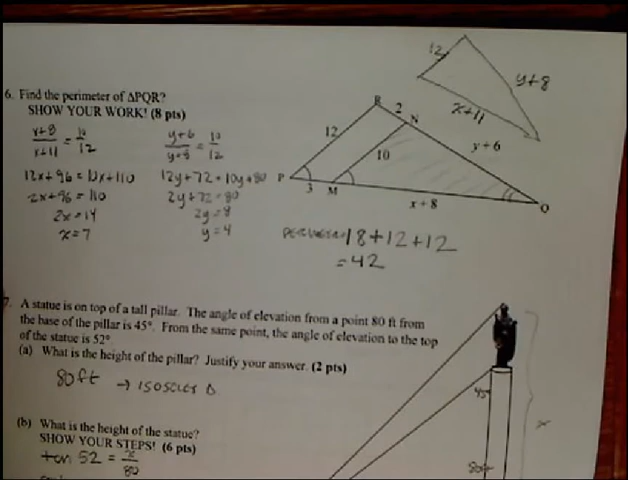 12
y+8
x+11
6. Find the perimeter of ΔPQR?
SHOW YOUR WORK! (8 pts)
R
2
N
12
y+6
10
P
3
M
x+8
Q
x+8/x+11 = 10/12
12x+96 = 10x+110
2x+96 = 110
2x=14
x=7
y+6/y+8 = 10/12
12y+72=10y+80
2y+72=80
2y=8
y=4
18+12+12
=42
7. A statue is on top of a tall pillar. The angle of elevation from a point 80 ft from
the base of the pillar is 45°. From the same point, the angle of elevation to the top
of the statue is 52°.
(a) What is the height of the pillar? Justify your answer. (2 pts)
80ft → isosceles Δ
45°
x
80ft
(b) What is the height of the statue?
SHOW YOUR STEPS! (6 pts)
tan 52 = x/80